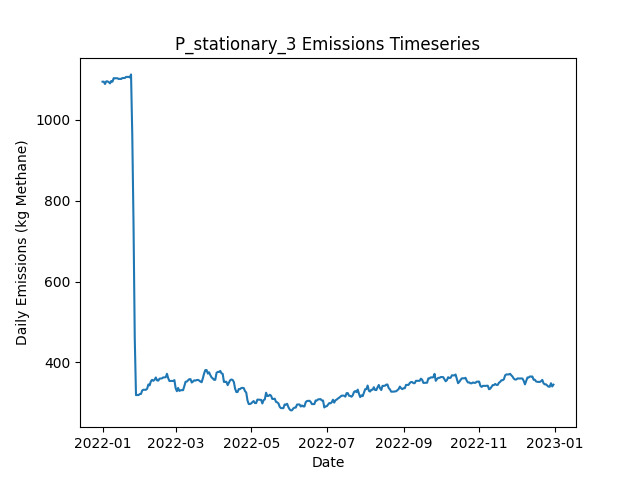 P_stationary_3 Emissions Timeseries
Daily Emissions (kg Methane)
1000
800
600
400
2022-01 2022-03 2022-05 2022-07 2022-09 2022-11 2023-01
Date